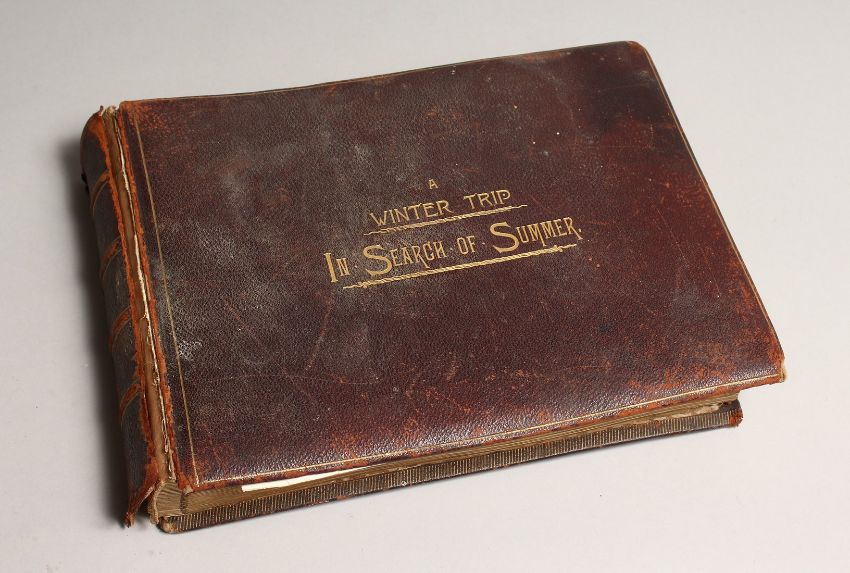 A
WINTER TRIP
IN · SEARCH · OF · SUMMER.